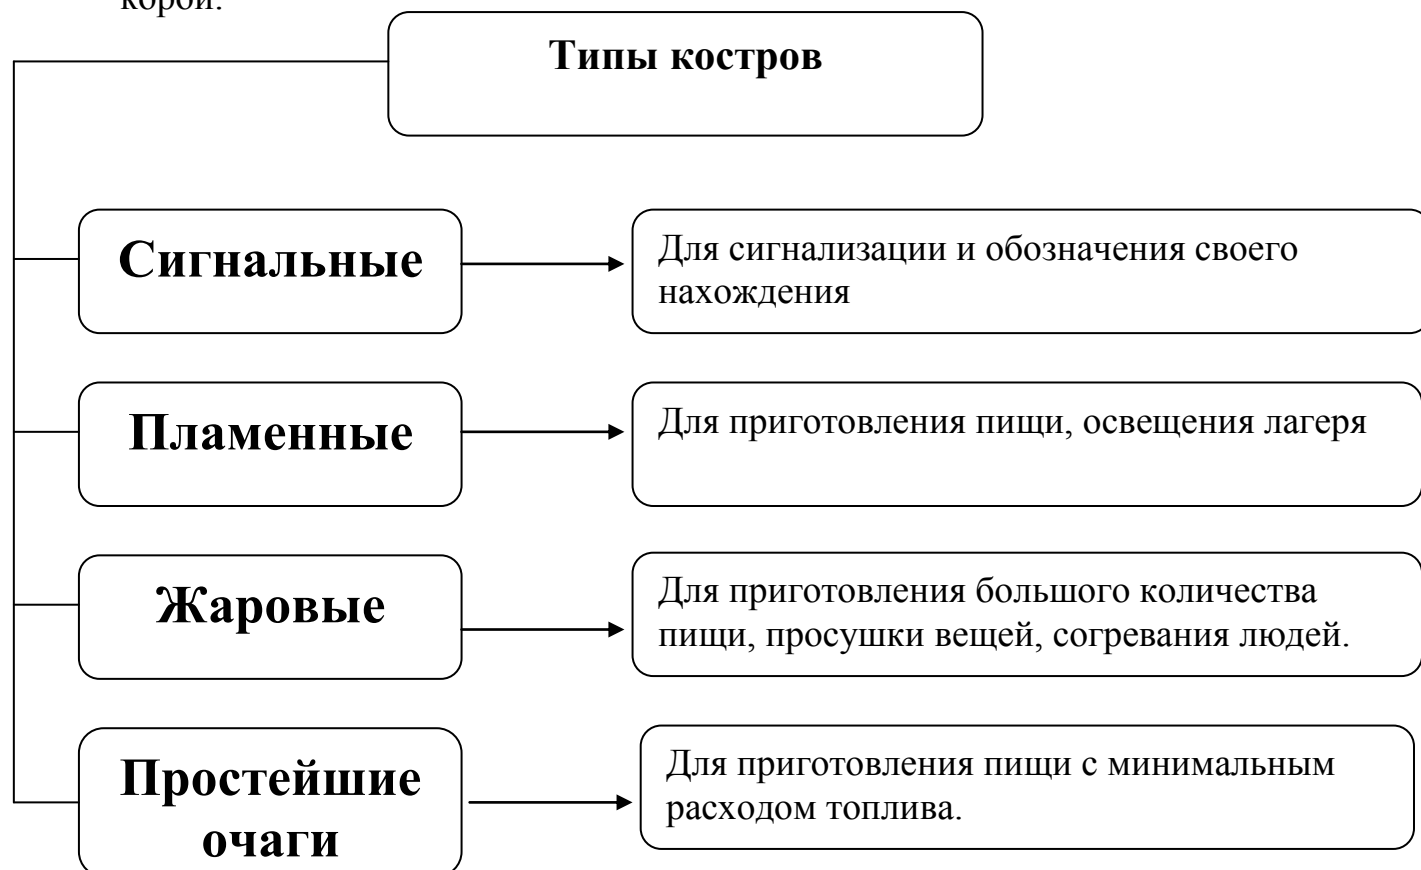 корой.
Типы костров
Сигнальные
Для сигнализации и обозначения своего
нахождения
Пламенные
Для приготовления пищи, освещения лагеря
Жаровые
Для приготовления большого количества
пищи, просушки вещей, согревания людей.
Простейшие
очаги
Для приготовления пищи с минимальным
расходом топлива.